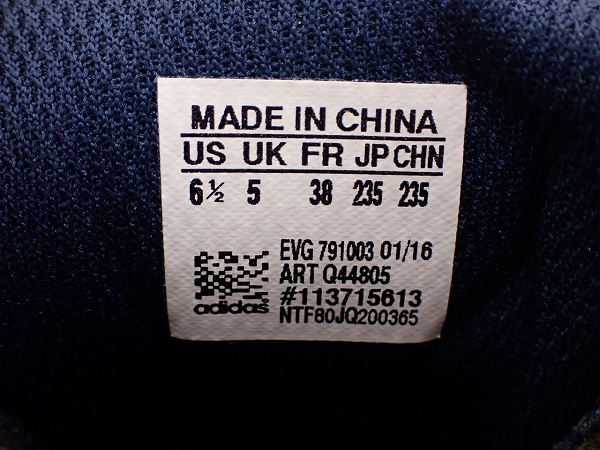 MADE IN CHINA
US UK FR JP CHN
6½ 5 38 235 235
EVG 791003 01/16
ART Q44805
#113715613
adidas
NTF80JQ200365